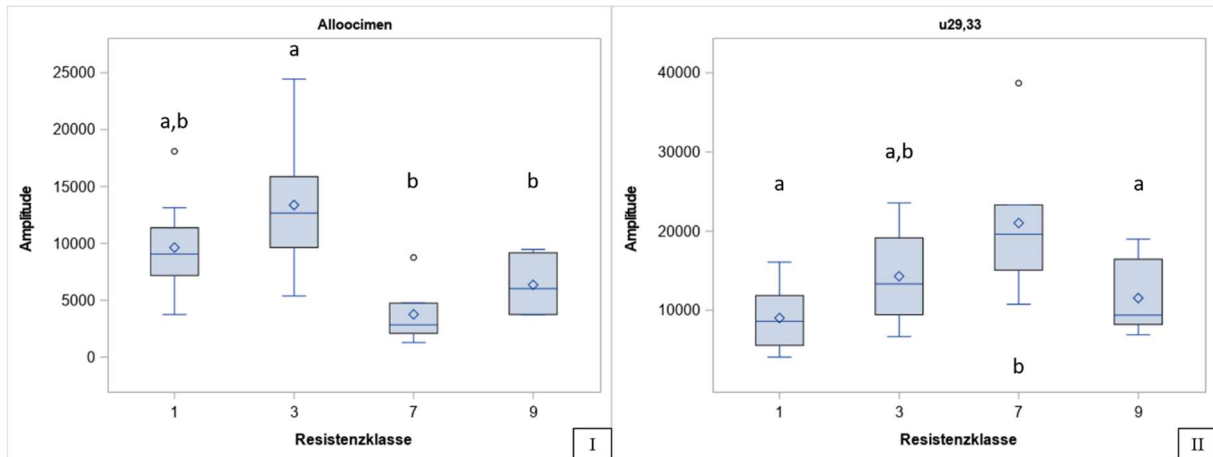 Alloocimen
a
25000
a,b
20000
b
b
15000
10000
5000
0
Amplitude
1 3 7 9
Resistenzklasse
I
u29,33
40000
a,b
30000
a
a
20000
10000
b
Amplitude
1 3 7 9
Resistenzklasse
II